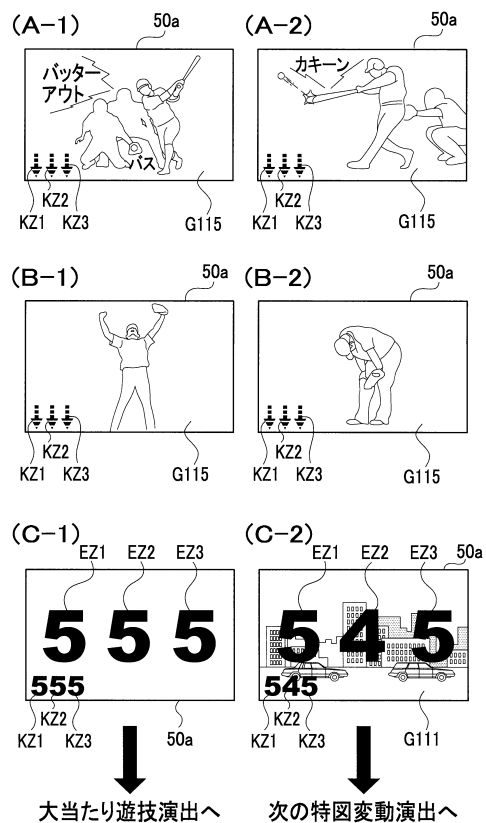 (A-1)
50a
バッター
アウト
バス
KZ1
KZ2
KZ3
G115
(A-2)
50a
カキーン
KZ1
KZ2
KZ3
G115
(B-1)
50a
KZ1
KZ2
KZ3
G115
(B-2)
50a
KZ1
KZ2
KZ3
G115
(C-1)
EZ1
EZ2
EZ3
5 5 5
555
KZ1
KZ2
KZ3
50a
大当たり遊技演出へ
(C-2)
EZ1
EZ2
EZ3
50a
5 4 5
545
KZ1
KZ2
KZ3
G111
次の特図変動演出へ